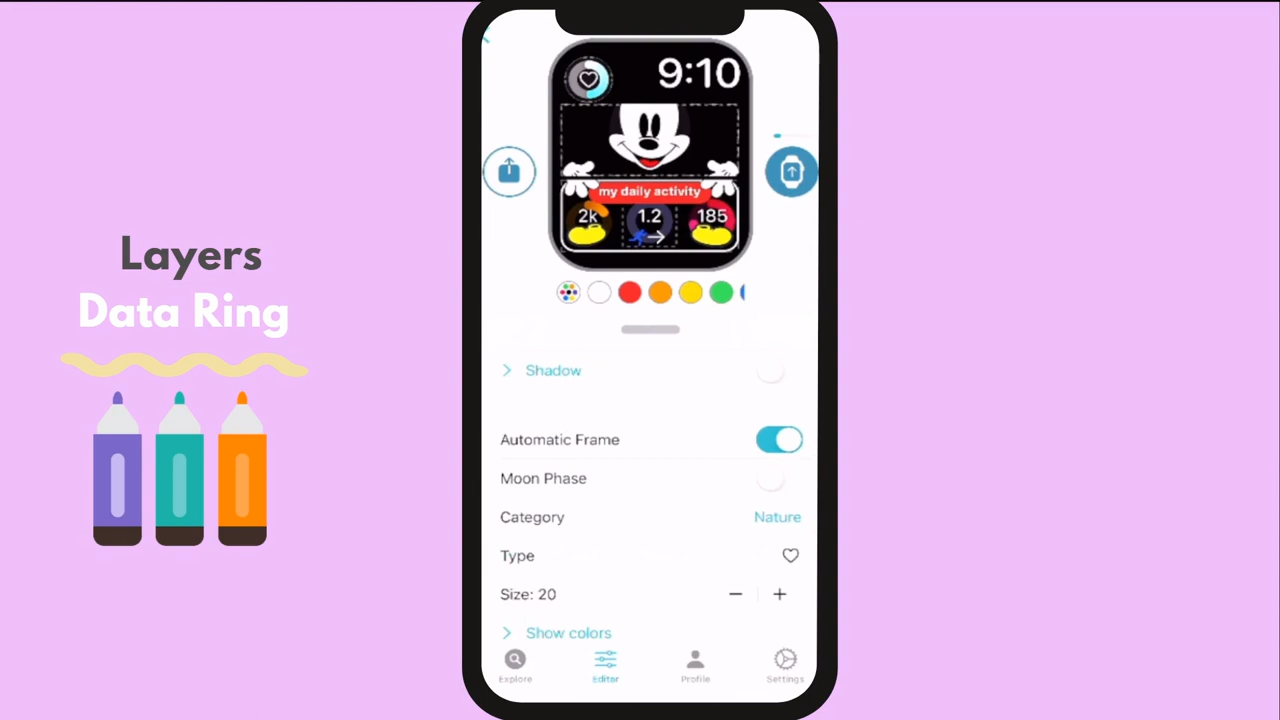 Layers
Data Ring
9:10
my daily activity
2k 1.2 185
Shadow
Automatic Frame
Moon Phase
Category Nature
Type
Size: 20 − +
Show colors
Explore Editor Profile Settings